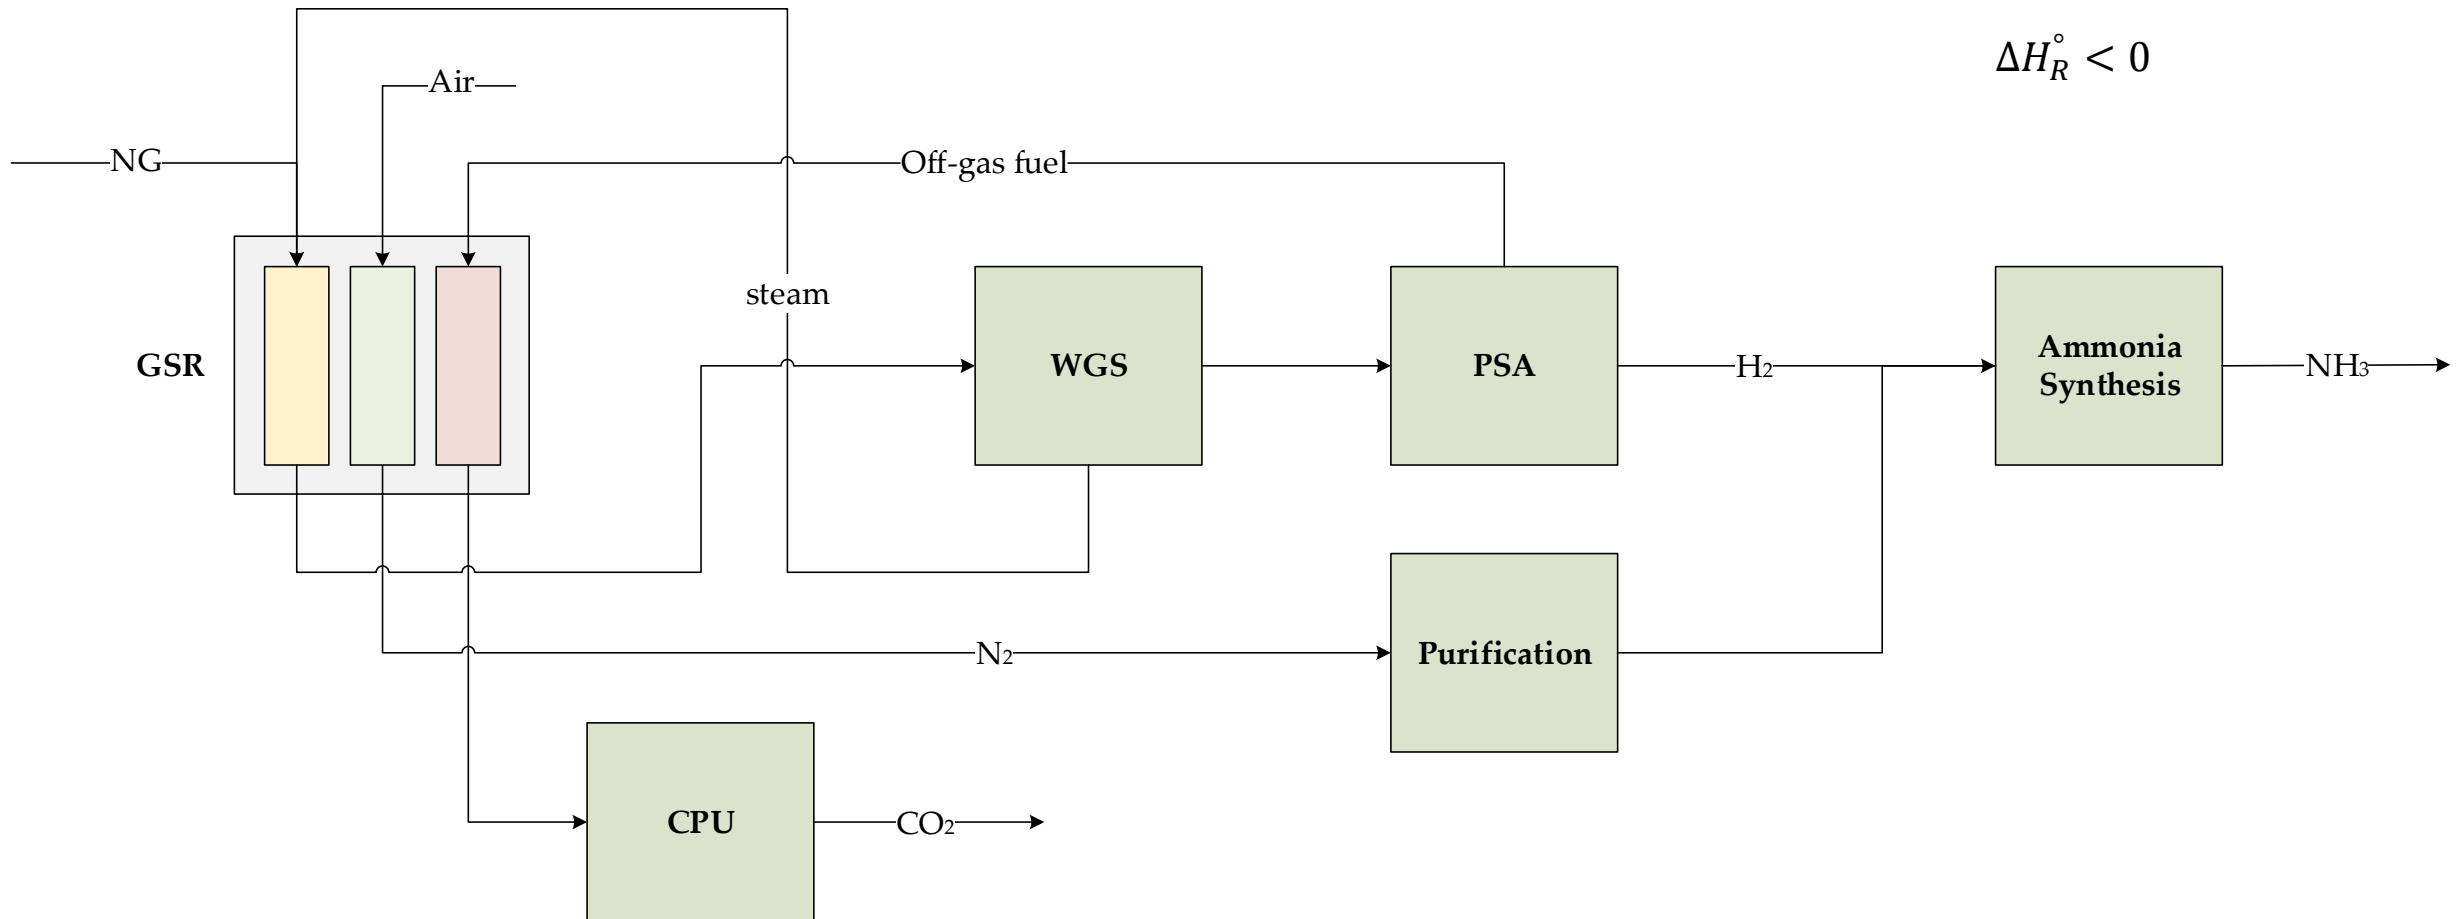 ΔH°R < 0
Air
NG
Off-gas fuel
steam
GSR
WGS
PSA
H2
Ammonia
Synthesis
NH3
N2
Purification
CPU
CO2